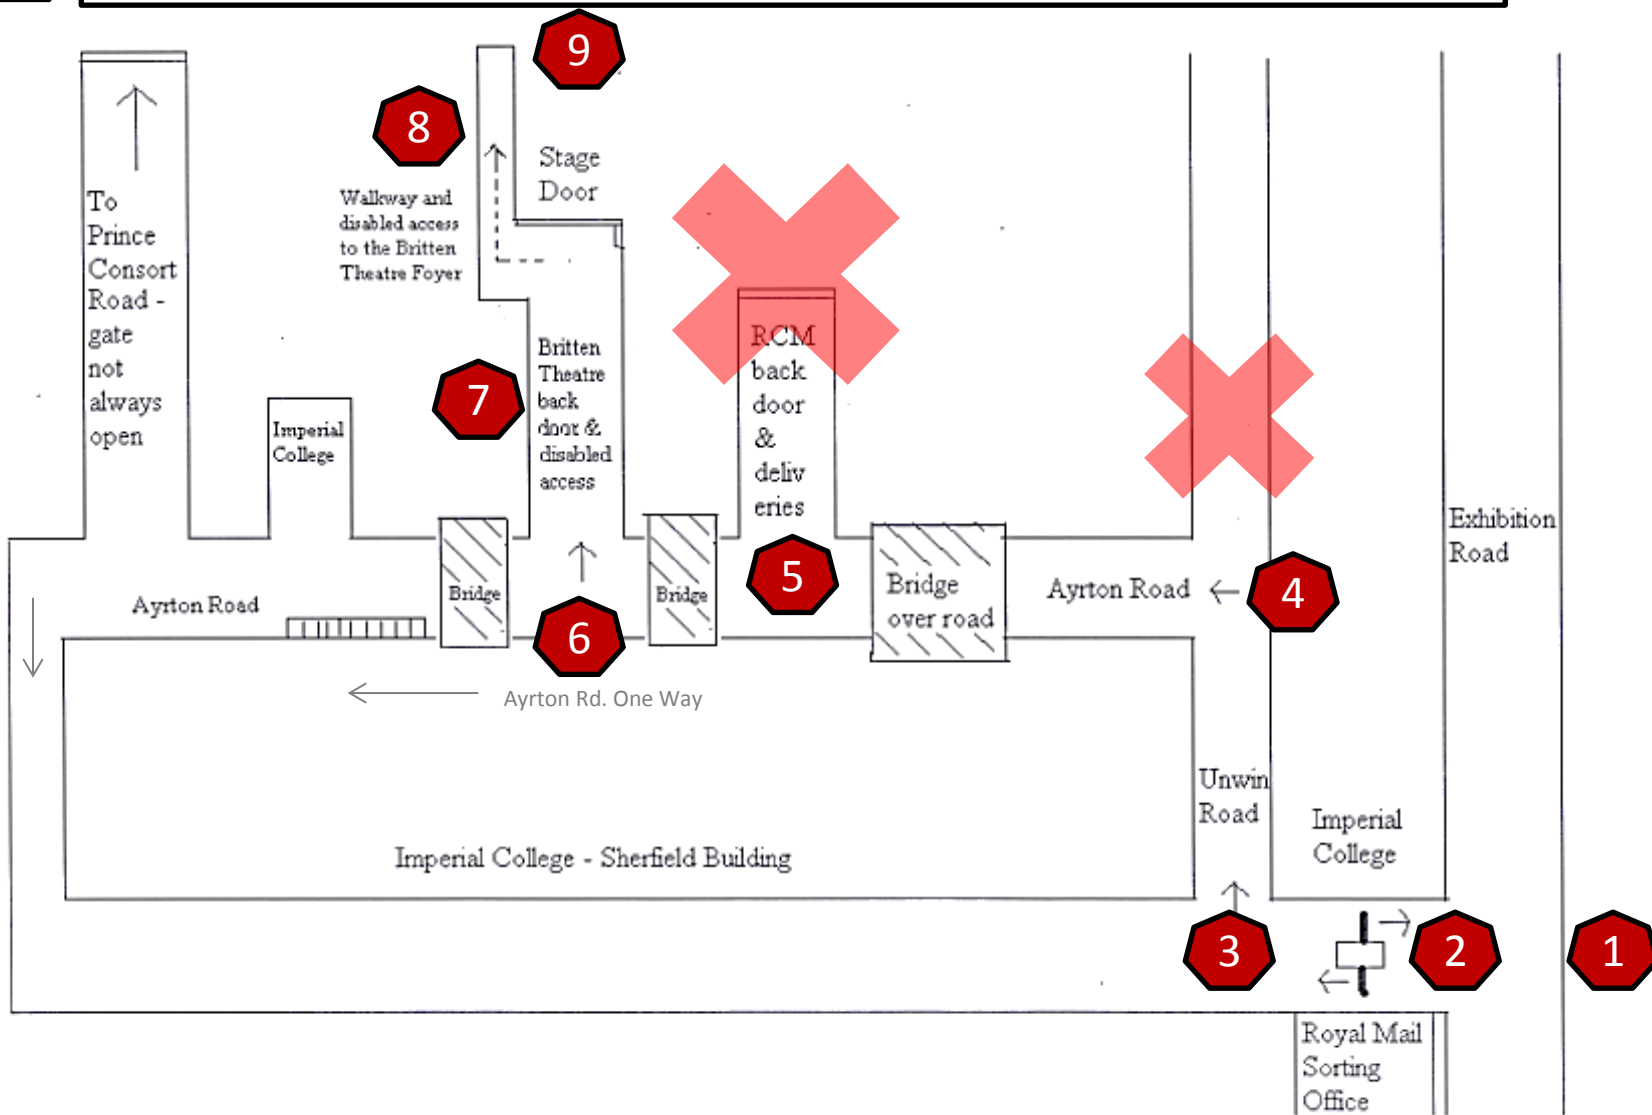 9
8
Stage
Door
Walkway and
disabled access
to the Britten
Theatre Foyer
To
Prince
Consort
Road -
gate
not
always
open
Imperial
College
7
Britten
Theatre
back
door &
disabled
access
RCM
back
door
&
deliv
eries
Exhibition
Road
Ayrton Road
Bridge
6
Bridge
5
Bridge
over road
Ayrton Road
4
Ayrton Rd. One Way
Unwin
Road
Imperial
College
Imperial College - Sherfield Building
3
2
1
Royal Mail
Sorting
Office